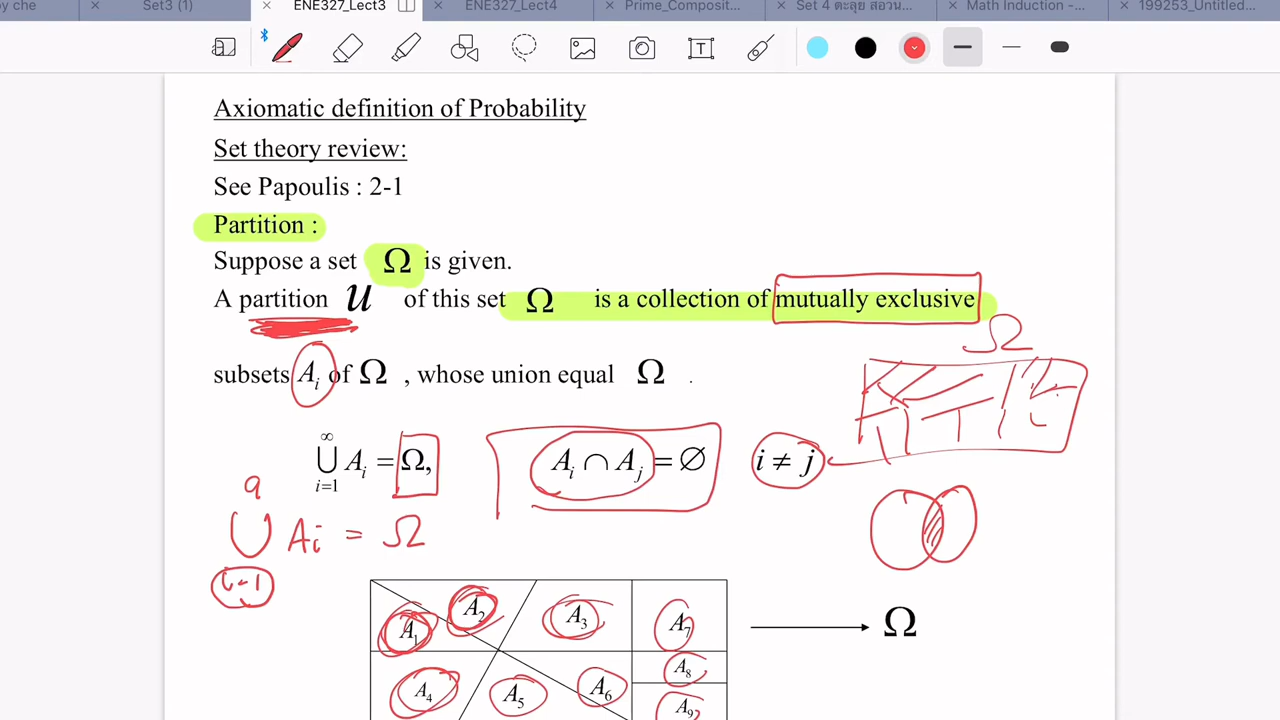 by che Set3 (1) ENE327_Lect3 ENE327_Lect4 Prime_Composit... Set 4 ตะลุย สอวน... Math Induction -... 199253_Untitled...
T
Axiomatic definition of Probability
Set theory review:
See Papoulis : 2-1
Partition :
Suppose a set Ω is given.
A partition u of this set Ω is a collection of mutually exclusive
Ω
subsets Aᵢ of Ω , whose union equal Ω .
∞
∪ Aᵢ = Ω, Aᵢ ∩ Aⱼ = ∅ i ≠ j
i=1
9
∪ Ai = Ω
i=1
A₁ A₂ A₃ A₇ Ω
A₈
A₄ A₅ A₆ A₉